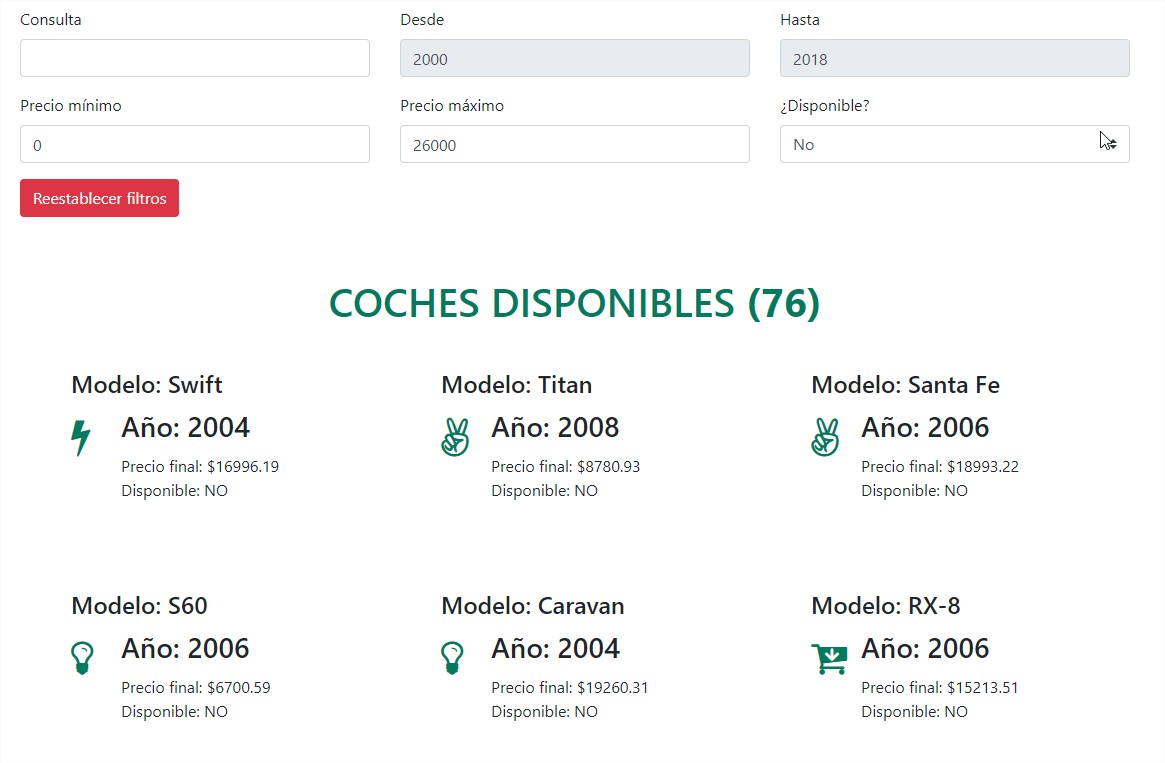 Consulta Desde Hasta
2000 2018
Precio mínimo Precio máximo ¿Disponible?
0 26000 No
Reestablecer filtros
COCHES DISPONIBLES (76)
Modelo: Swift Modelo: Titan Modelo: Santa Fe
Año: 2004 Año: 2008 Año: 2006
Precio final: $16996.19 Precio final: $8780.93 Precio final: $18993.22
Disponible: NO Disponible: NO Disponible: NO
Modelo: S60 Modelo: Caravan Modelo: RX-8
Año: 2006 Año: 2004 Año: 2006
Precio final: $6700.59 Precio final: $19260.31 Precio final: $15213.51
Disponible: NO Disponible: NO Disponible: NO